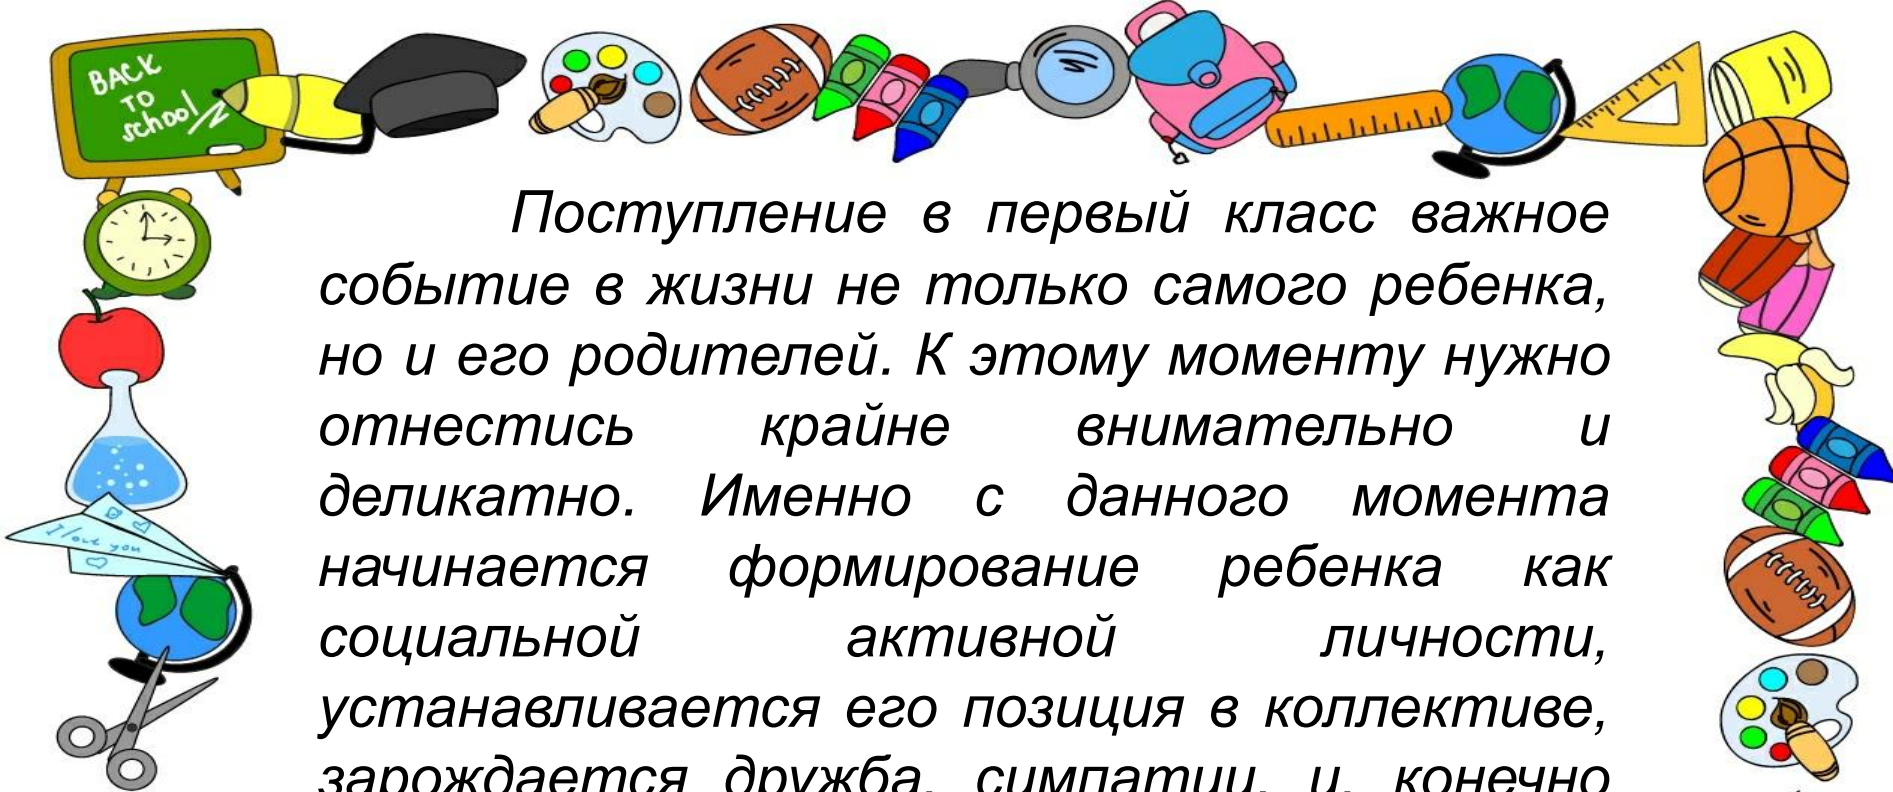 BACK
TO
school
Поступление в первый класс важное
событие в жизни не только самого ребенка,
но и его родителей. К этому моменту нужно
отнестись крайне внимательно и
деликатно. Именно с данного момента
начинается формирование ребенка как
социальной активной личности,
I love you
устанавливается его позиция в коллективе,
зарождается дружба, симпатии, и, конечно